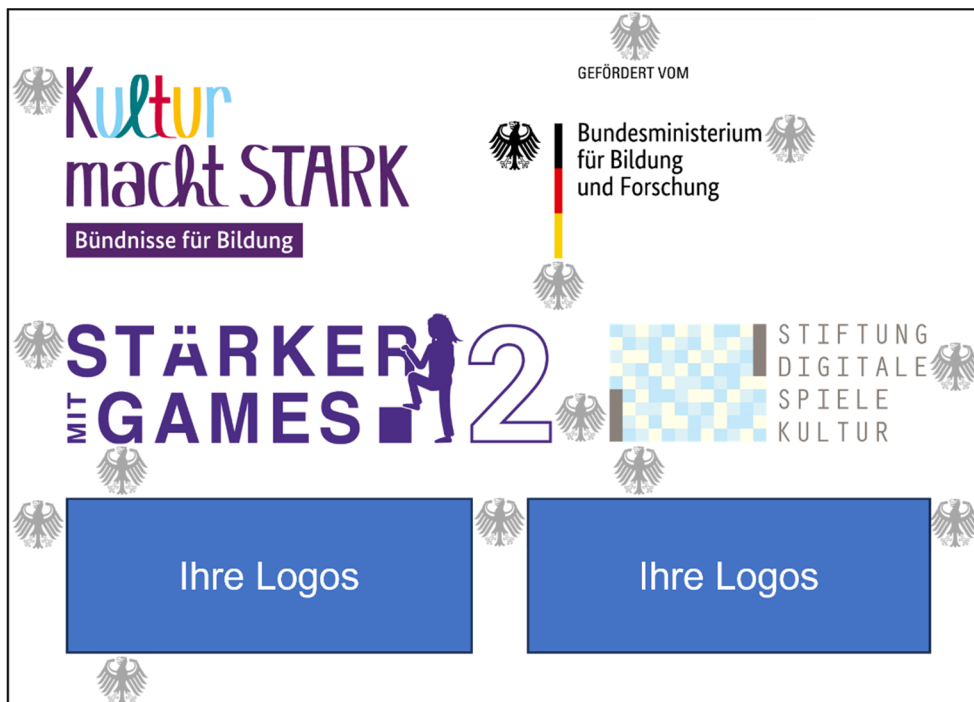 Kultur
macht STARK
Bündnisse für Bildung
GEFÖRDERT VOM
Bundesministerium
für Bildung
und Forschung
STÄRKER
MIT GAMES 2
STIFTUNG
DIGITALE
SPIELE
KULTUR
Ihre Logos
Ihre Logos